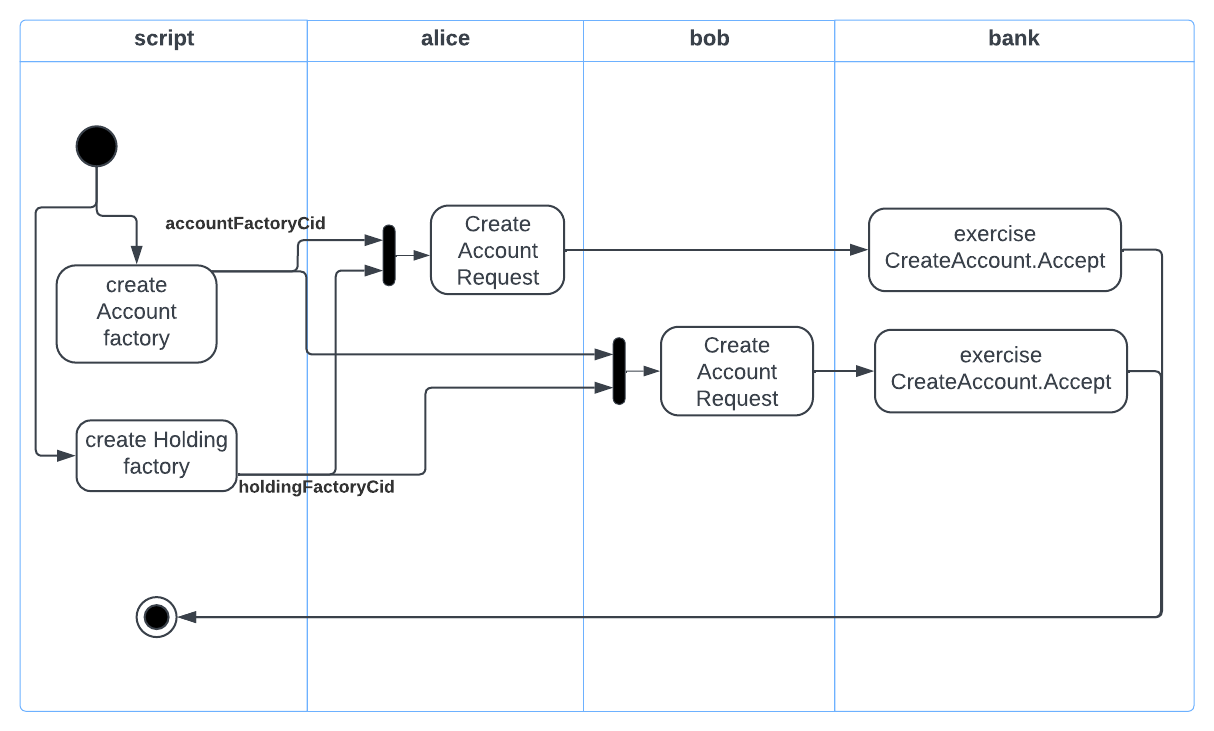 script
alice
bob
bank
accountFactoryCid
create
Account
factory
Create
Account
Request
exercise
CreateAccount.Accept
Create
Account
Request
exercise
CreateAccount.Accept
create Holding
factory
holdingFactoryCid